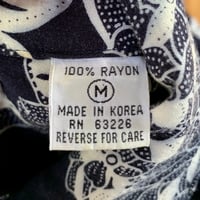 100% RAYON
M
MADE IN KOREA
RN 63226
REVERSE FOR CARE